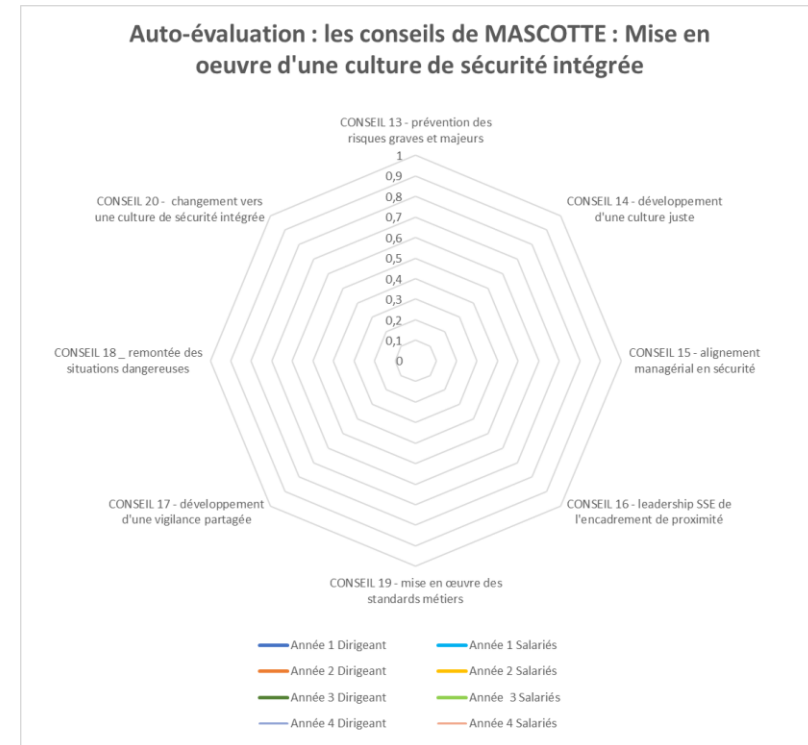 Auto-évaluation : les conseils de MASCOTTE : Mise en
oeuvre d'une culture de sécurité intégrée
CONSEIL 13 - prévention des
risques graves et majeurs
1
0,9
0,8
0,7
0,6
0,5
0,4
0,3
0,2
0,1
0
CONSEIL 14 - développement
d'une culture juste
CONSEIL 15 - alignement
managérial en sécurité
CONSEIL 16 - leadership SSE de
l'encadrement de proximité
CONSEIL 19 - mise en œuvre des
standards métiers
CONSEIL 17 - développement
d'une vigilance partagée
CONSEIL 18 _ remontée des
situations dangereuses
CONSEIL 20 - changement vers
une culture de sécurité intégrée
Année 1 Dirigeant
Année 1 Salariés
Année 2 Dirigeant
Année 2 Salariés
Année 3 Dirigeant
Année 3 Salariés
Année 4 Dirigeant
Année 4 Salariés